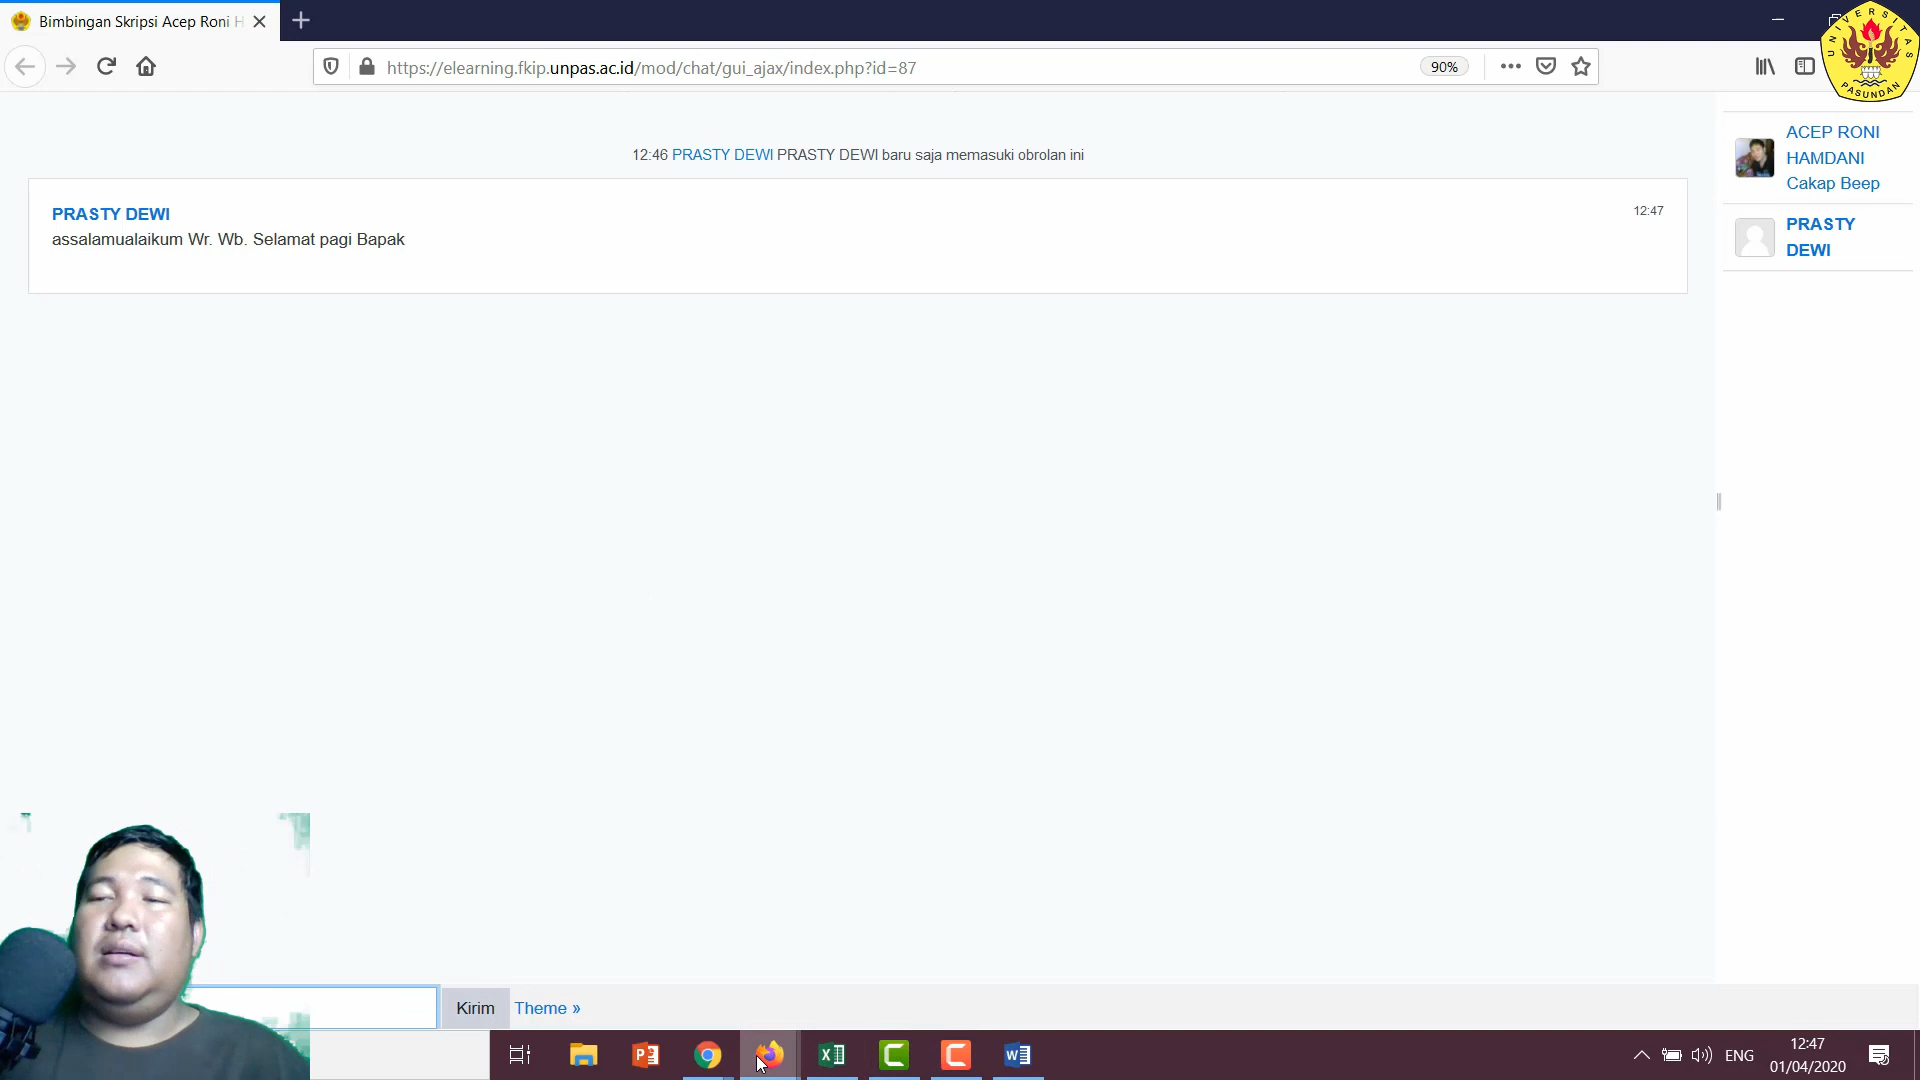 Bimbingan Skripsi Acep Roni H
UNIVERSITAS
PASUNDAN
https://elearning.fkip.unpas.ac.id/mod/chat/gui_ajax/index.php?id=87
90%
12:46 PRASTY DEWI PRASTY DEWI baru saja memasuki obrolan ini
PRASTY DEWI
12:47
assalamualaikum Wr. Wb. Selamat pagi Bapak
ACEP RONI
HAMDANI
Cakap Beep
PRASTY
DEWI
Kirim
Theme »
ENG
12:47
01/04/2020